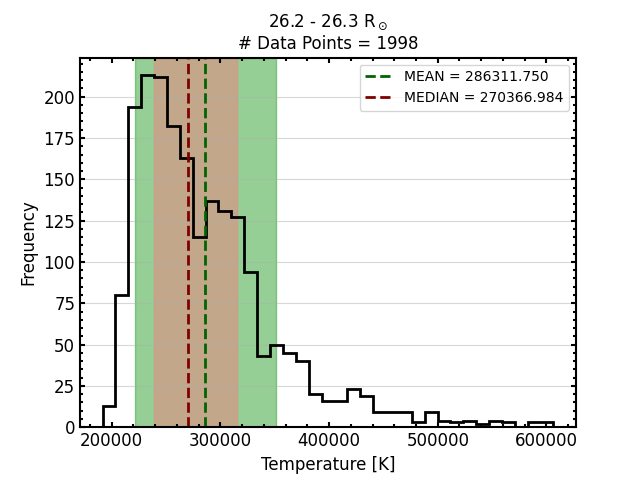 26.2 - 26.3 R☉
# Data Points = 1998
MEAN = 286311.750
MEDIAN = 270366.984
Frequency
200
175
150
125
100
75
50
25
0
200000 300000 400000 500000 600000
Temperature [K]